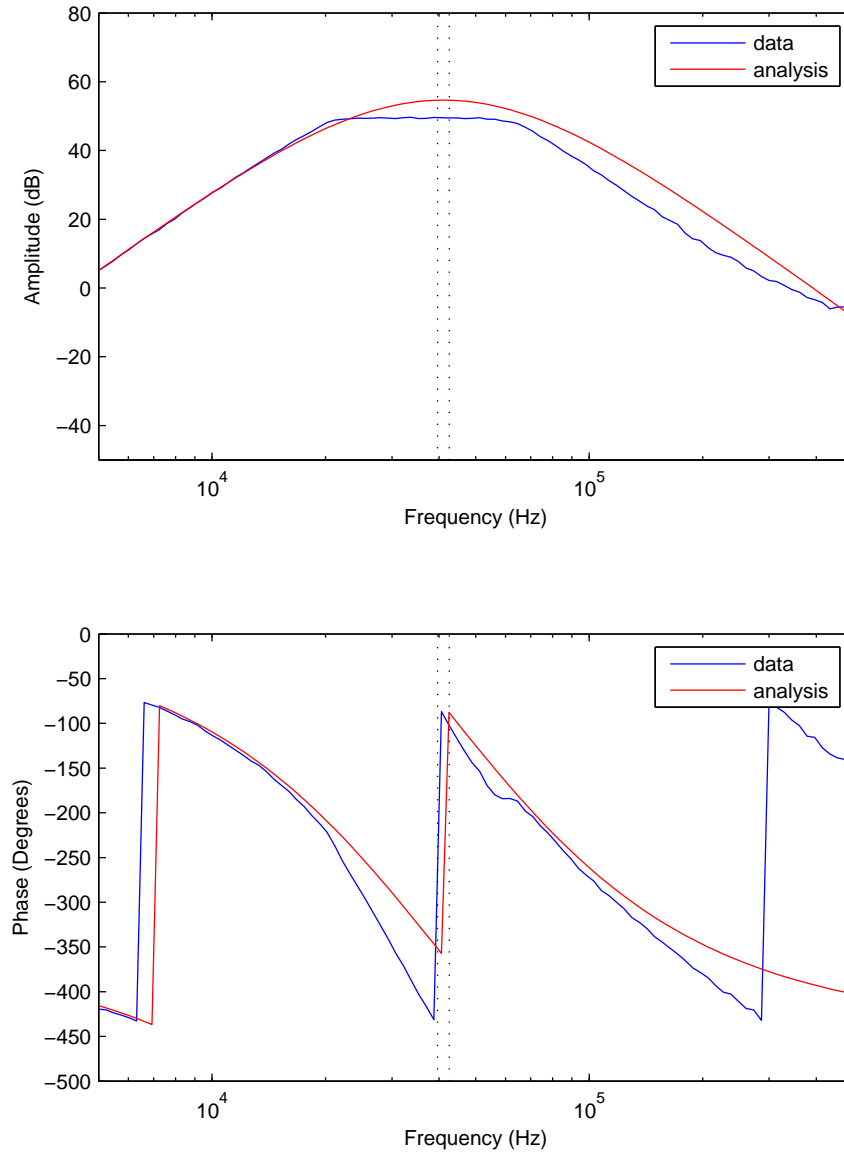 80
60
40
20
0
−20
−40
Amplitude (dB)
10^4
10^5
Frequency (Hz)
data
analysis
0
−50
−100
−150
−200
−250
−300
−350
−400
−450
−500
Phase (Degrees)
10^4
10^5
Frequency (Hz)
data
analysis